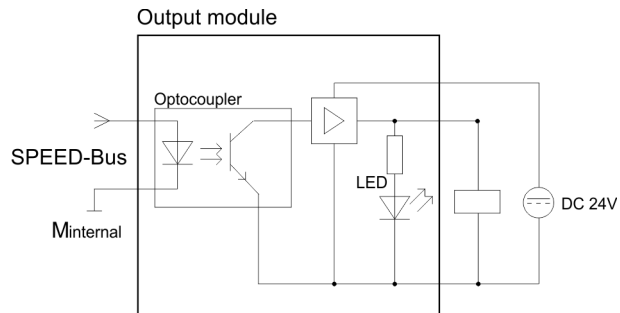 Output module
Optocoupler
SPEED-Bus
LED
DC 24V
Minternal